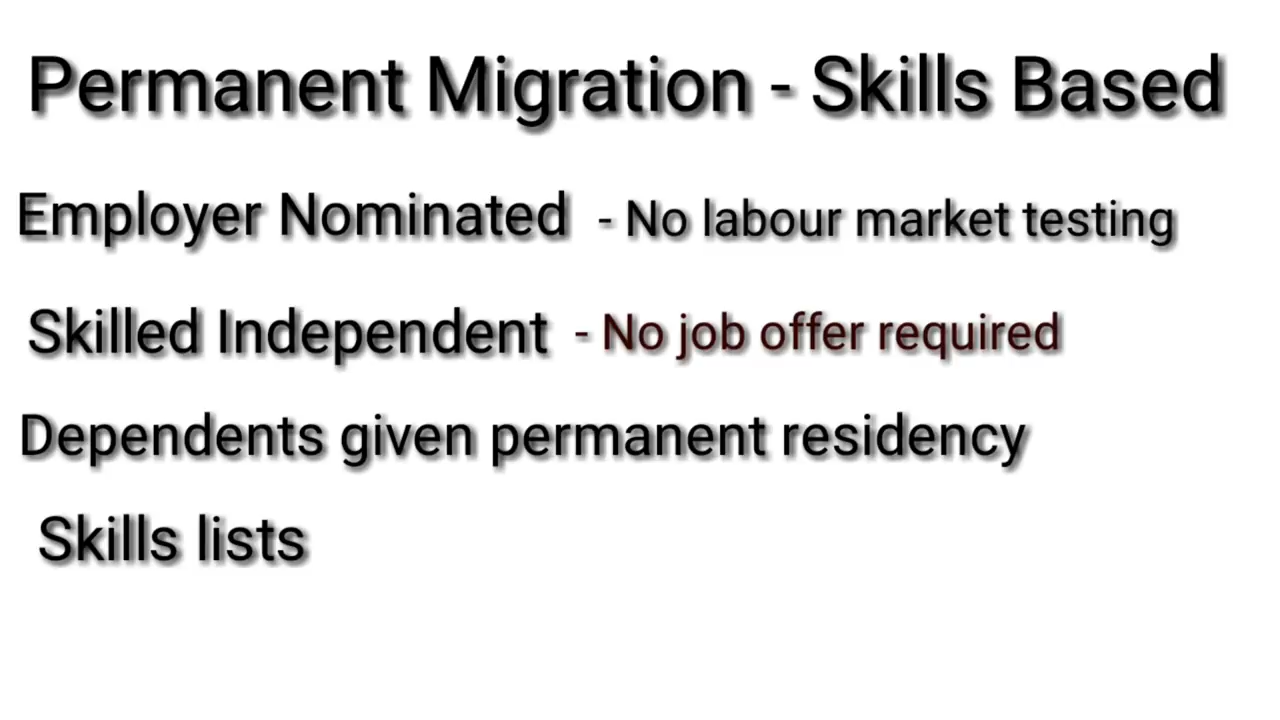 Permanent Migration - Skills Based
Employer Nominated - No labour market testing
Skilled Independent - No job offer required
Dependents given permanent residency
Skills lists